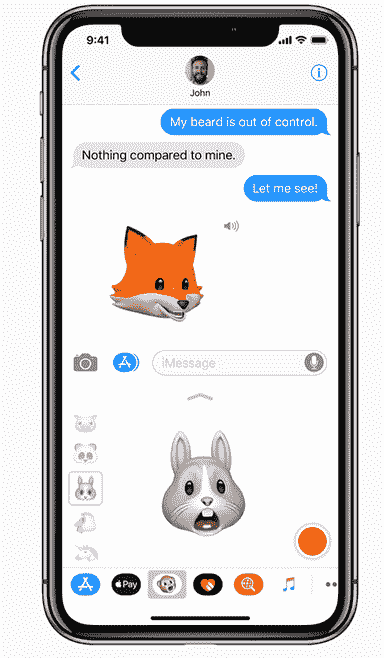 9:41
John
My beard is out of control.
Nothing compared to mine.
Let me see!
iMessage
Pay